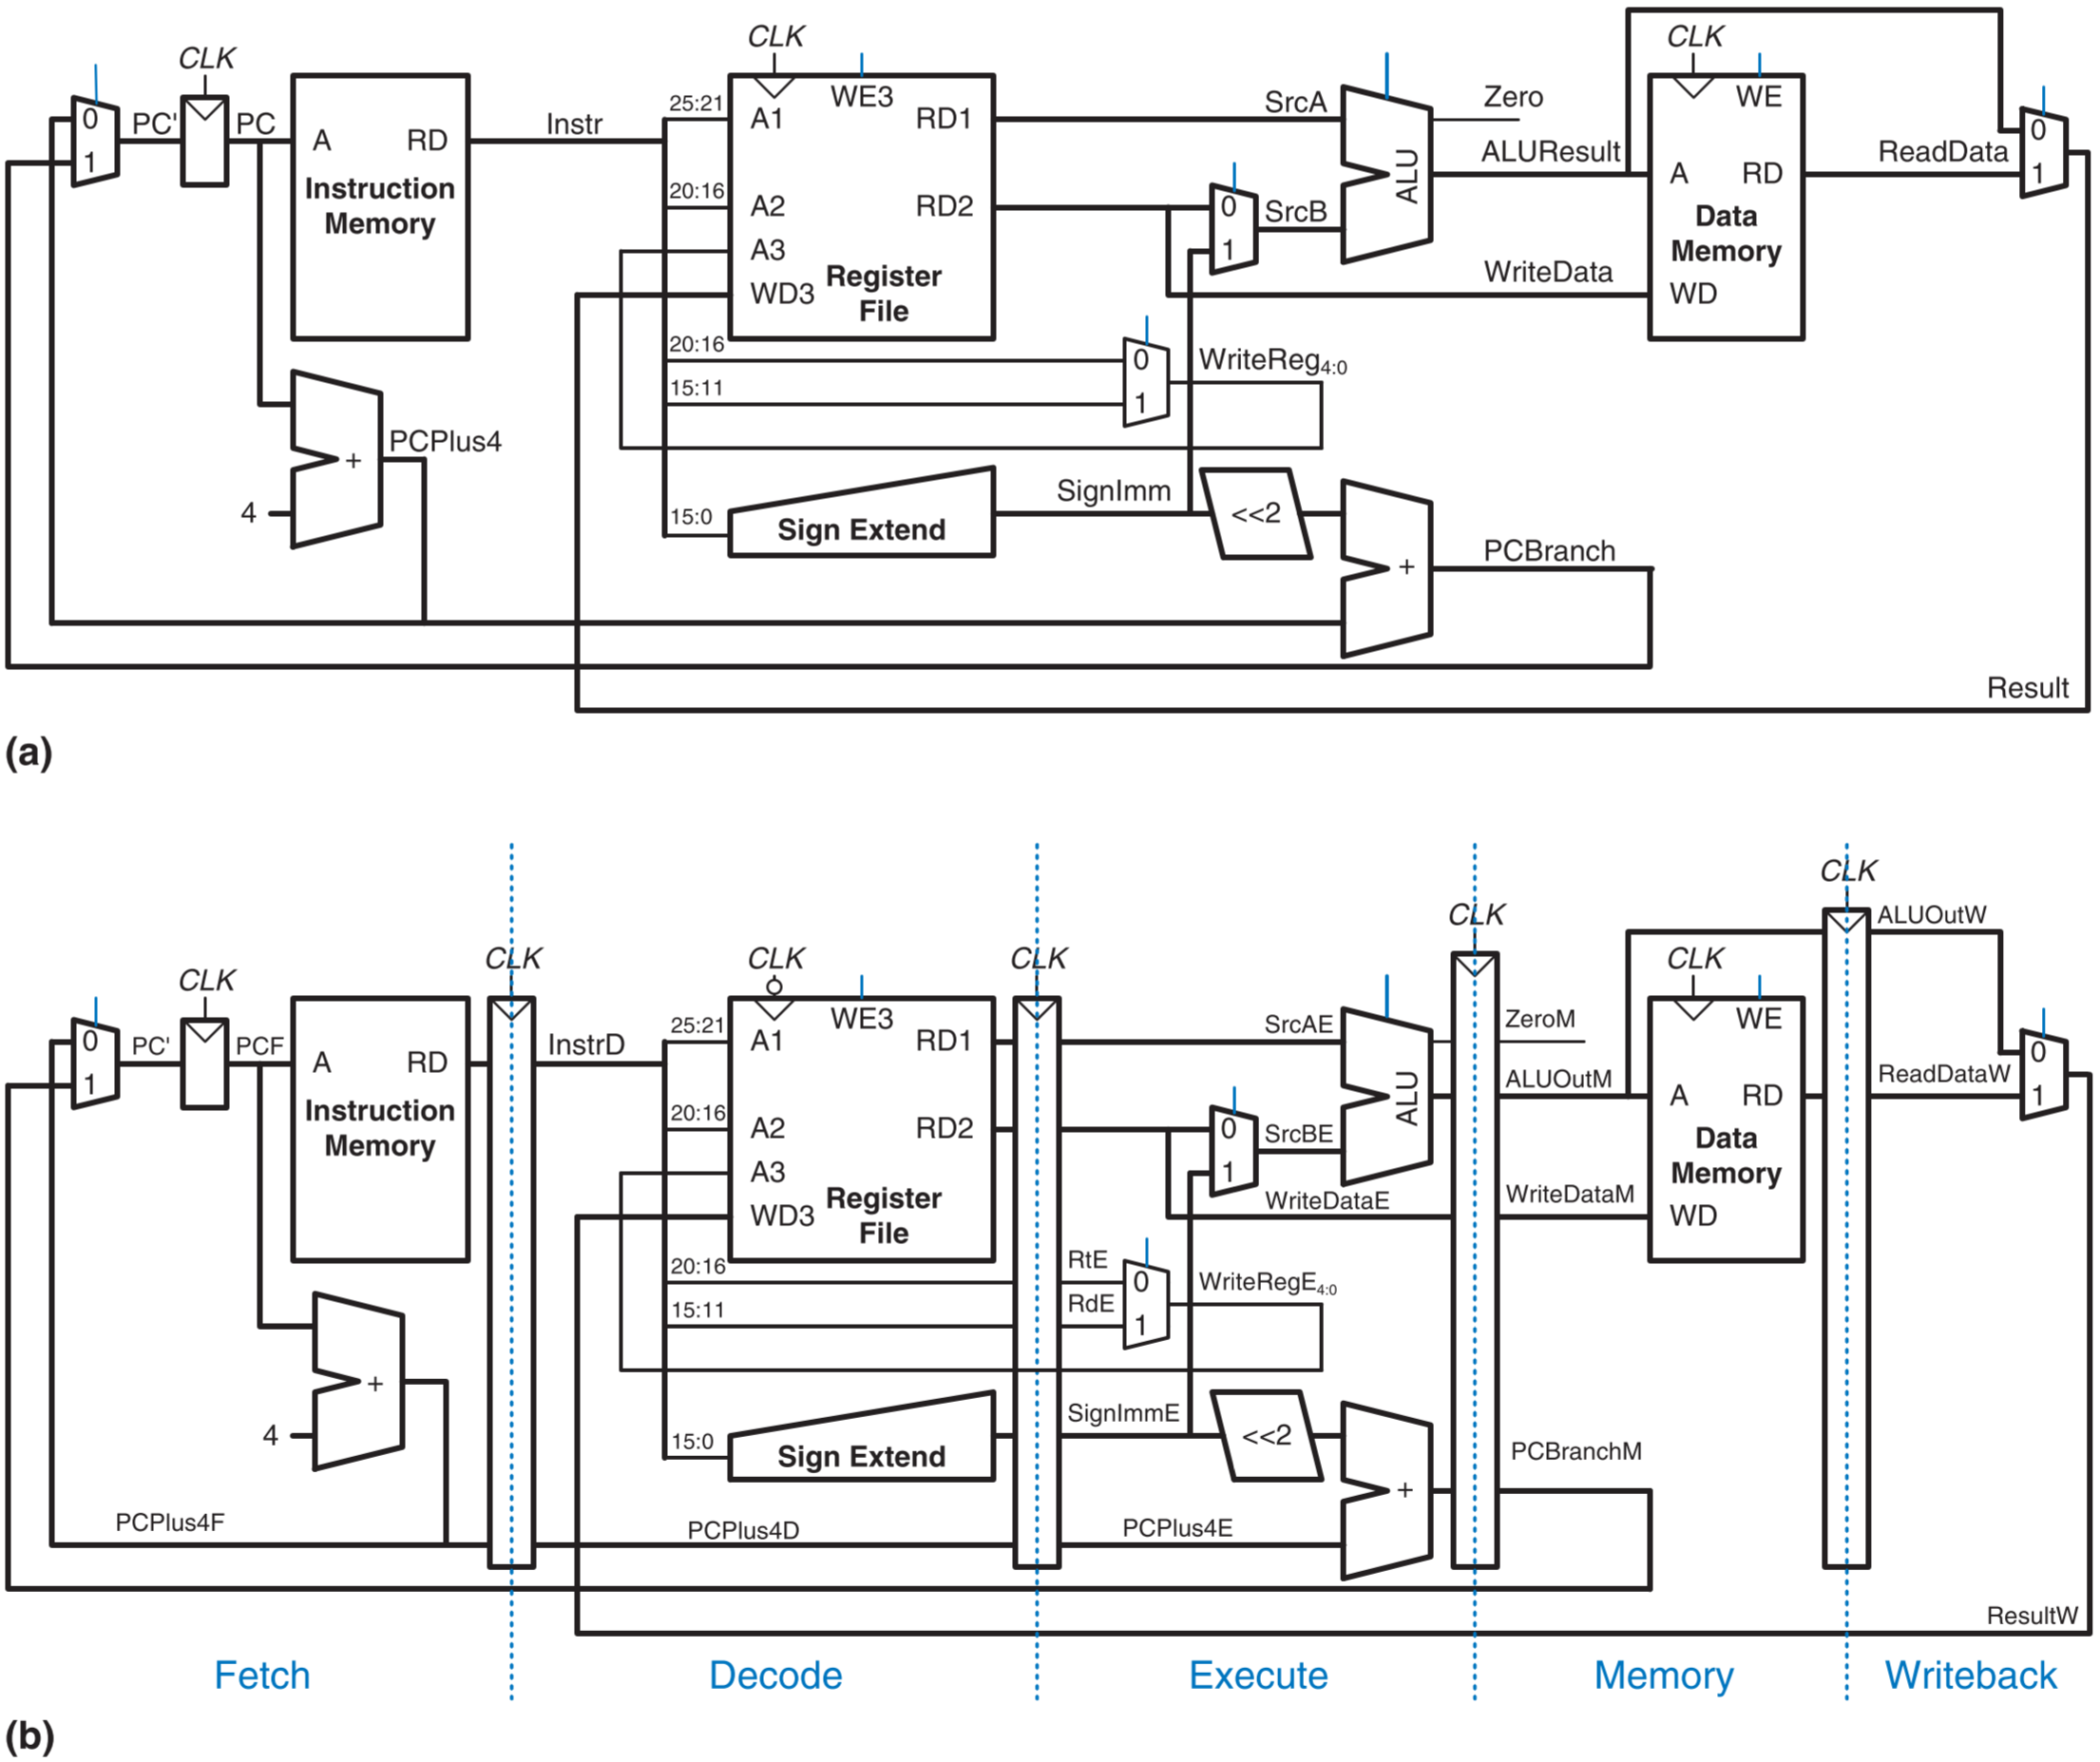 CLK
CLK
CLK
0
1
PC'
PC
A RD
Instruction
Memory
Instr
25:21
20:16
A1
A2
A3
WD3
WE3
RD1
RD2
Register
File
SrcA
0
1
SrcB
ALU
Zero
ALUResult
WriteData
A RD
WE
Data
Memory
WD
ReadData
0
1
20:16
15:11
0
1
WriteReg4:0
PCPlus4
+
4
15:0
Sign Extend
SignImm
<<2
+
PCBranch
Result
(a)
CLK
CLK
CLK
CLK
CLK
CLK
CLK
0
1
PC'
PCF
A RD
Instruction
Memory
InstrD
25:21
20:16
A1
A2
A3
WD3
WE3
RD1
RD2
Register
File
SrcAE
0
1
SrcBE
ALU
WriteDataE
ZeroM
ALUOutM
WriteDataM
A RD
WE
Data
Memory
WD
ALUOutW
ReadDataW
0
1
20:16
15:11
RtE
RdE
0
1
WriteRegE4:0
+
4
15:0
Sign Extend
SignImmE
<<2
+
PCBranchM
PCPlus4F
PCPlus4D
PCPlus4E
ResultW
Fetch Decode Execute Memory Writeback
(b)